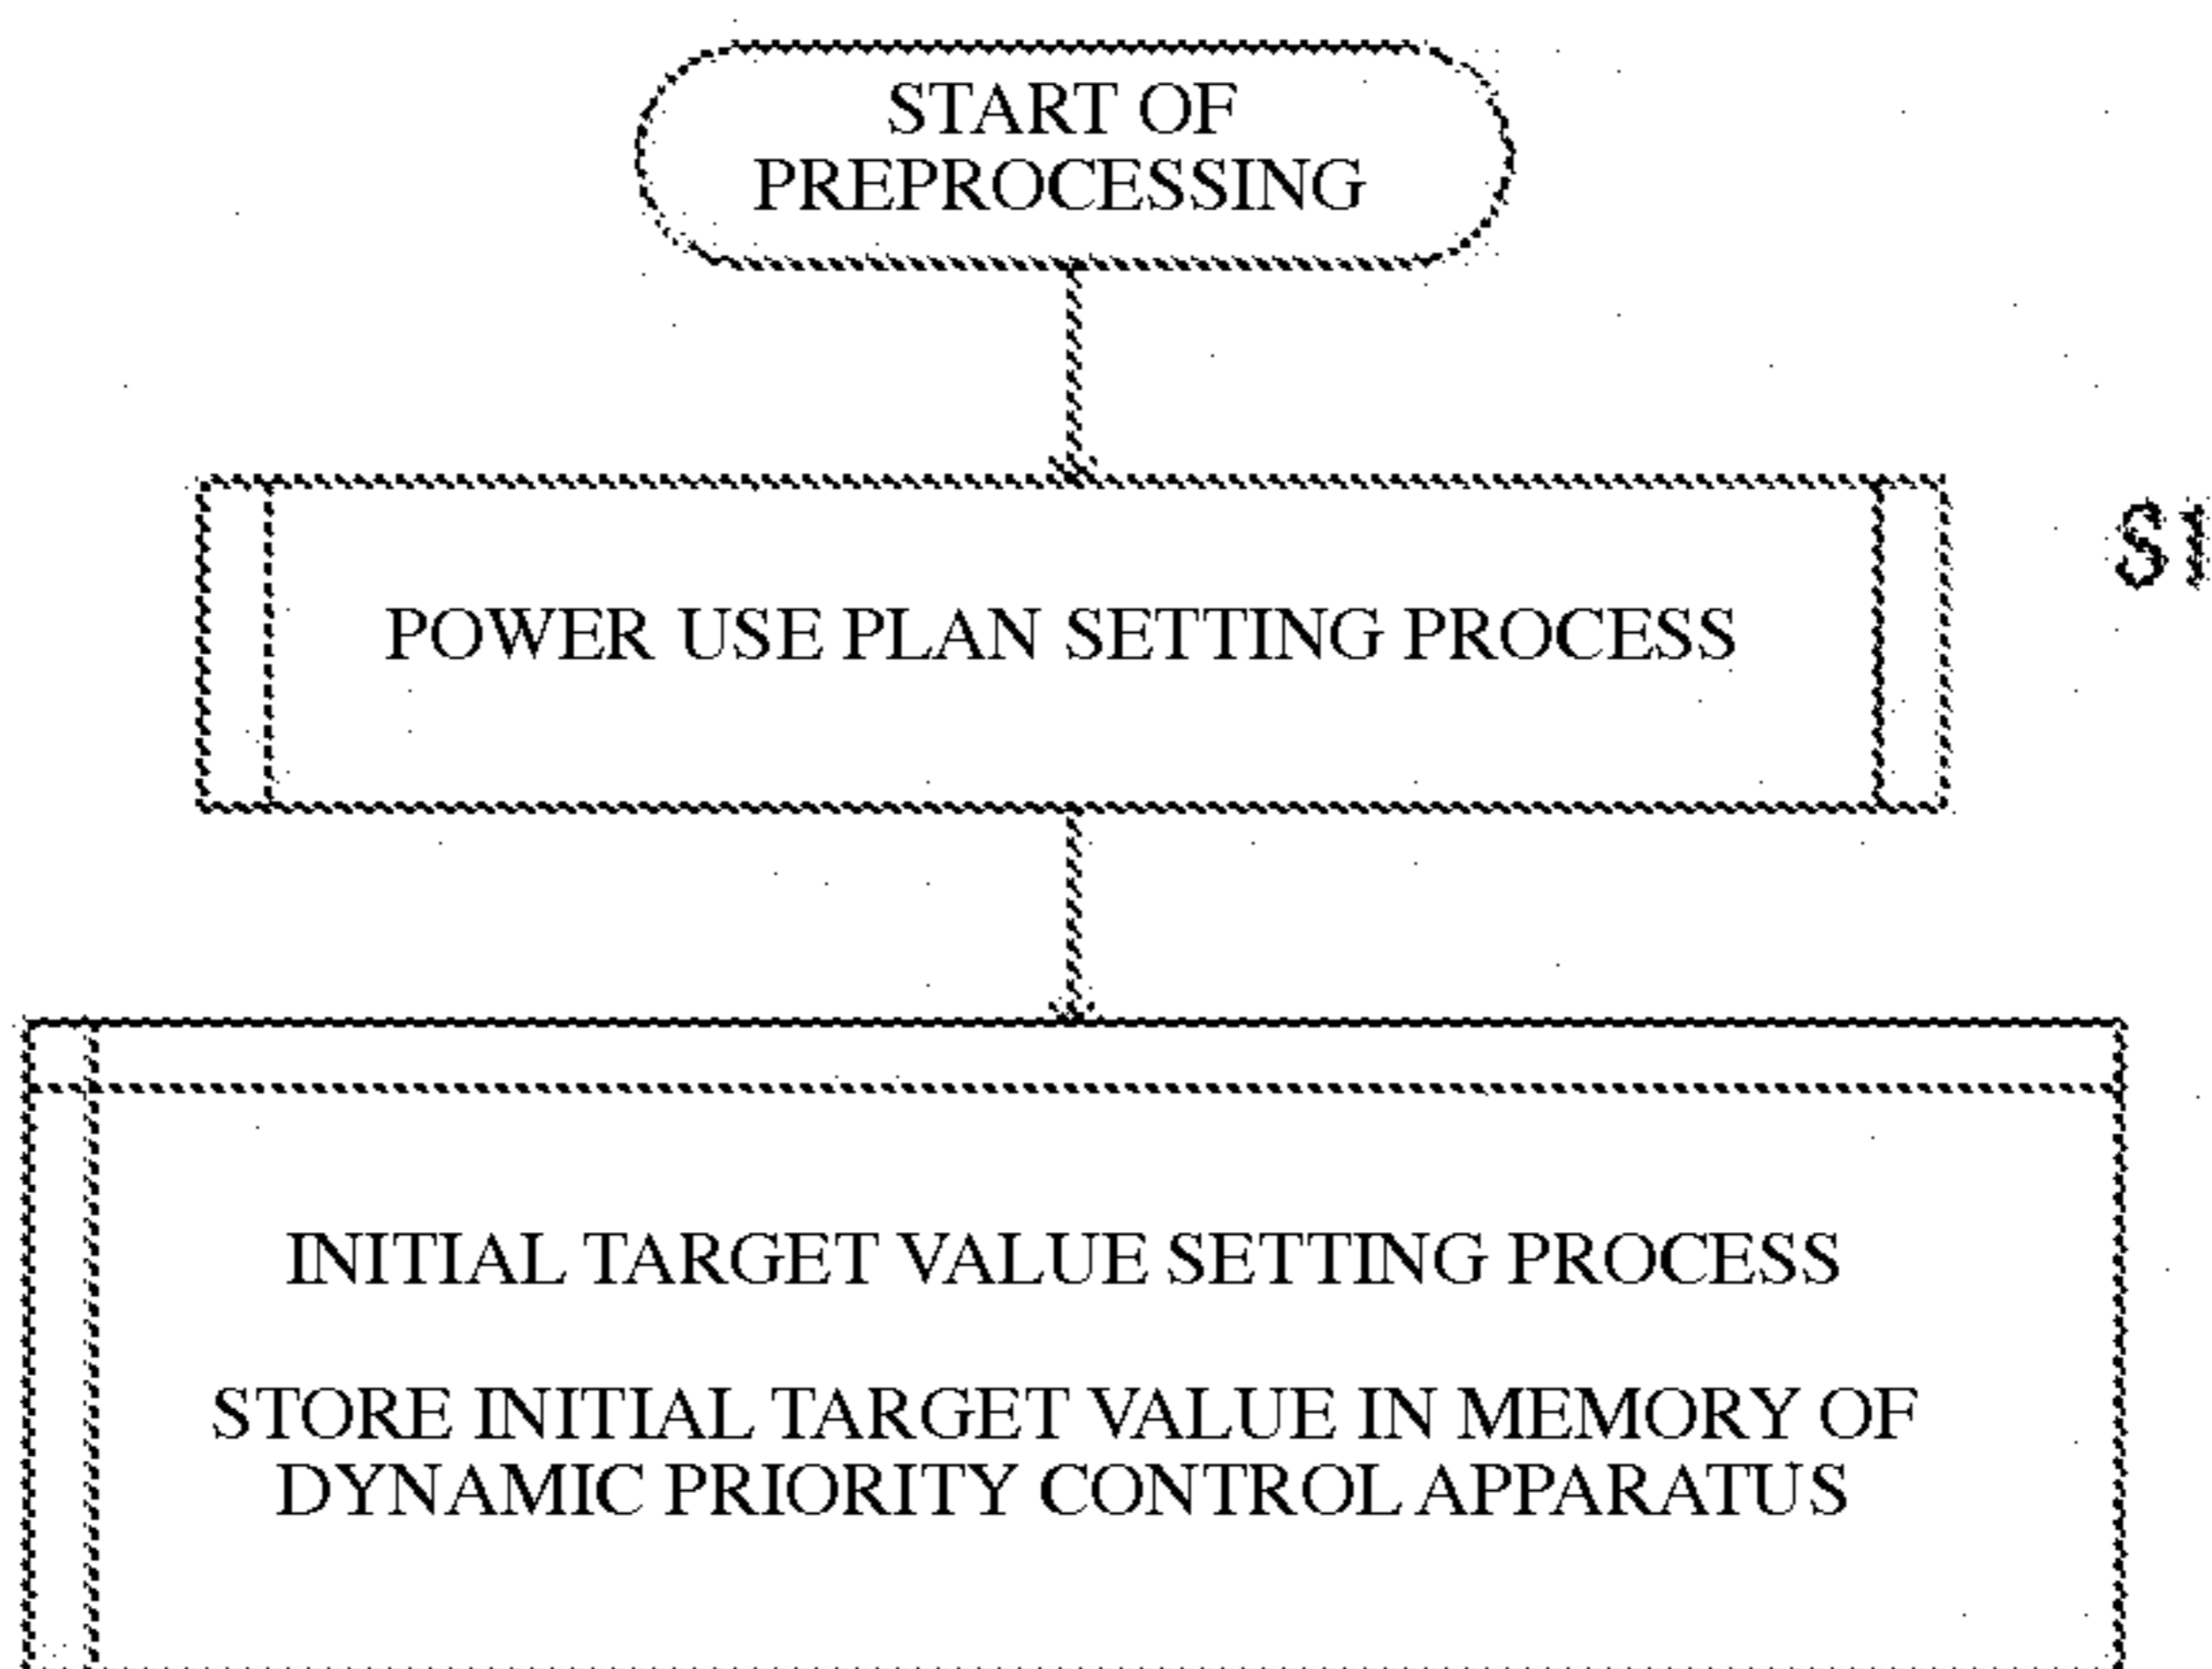 START OF
PREPROCESSING
POWER USE PLAN SETTING PROCESS
S1
INITIAL TARGET VALUE SETTING PROCESS
STORE INITIAL TARGET VALUE IN MEMORY OF
DYNAMIC PRIORITY CONTROL APPARATUS